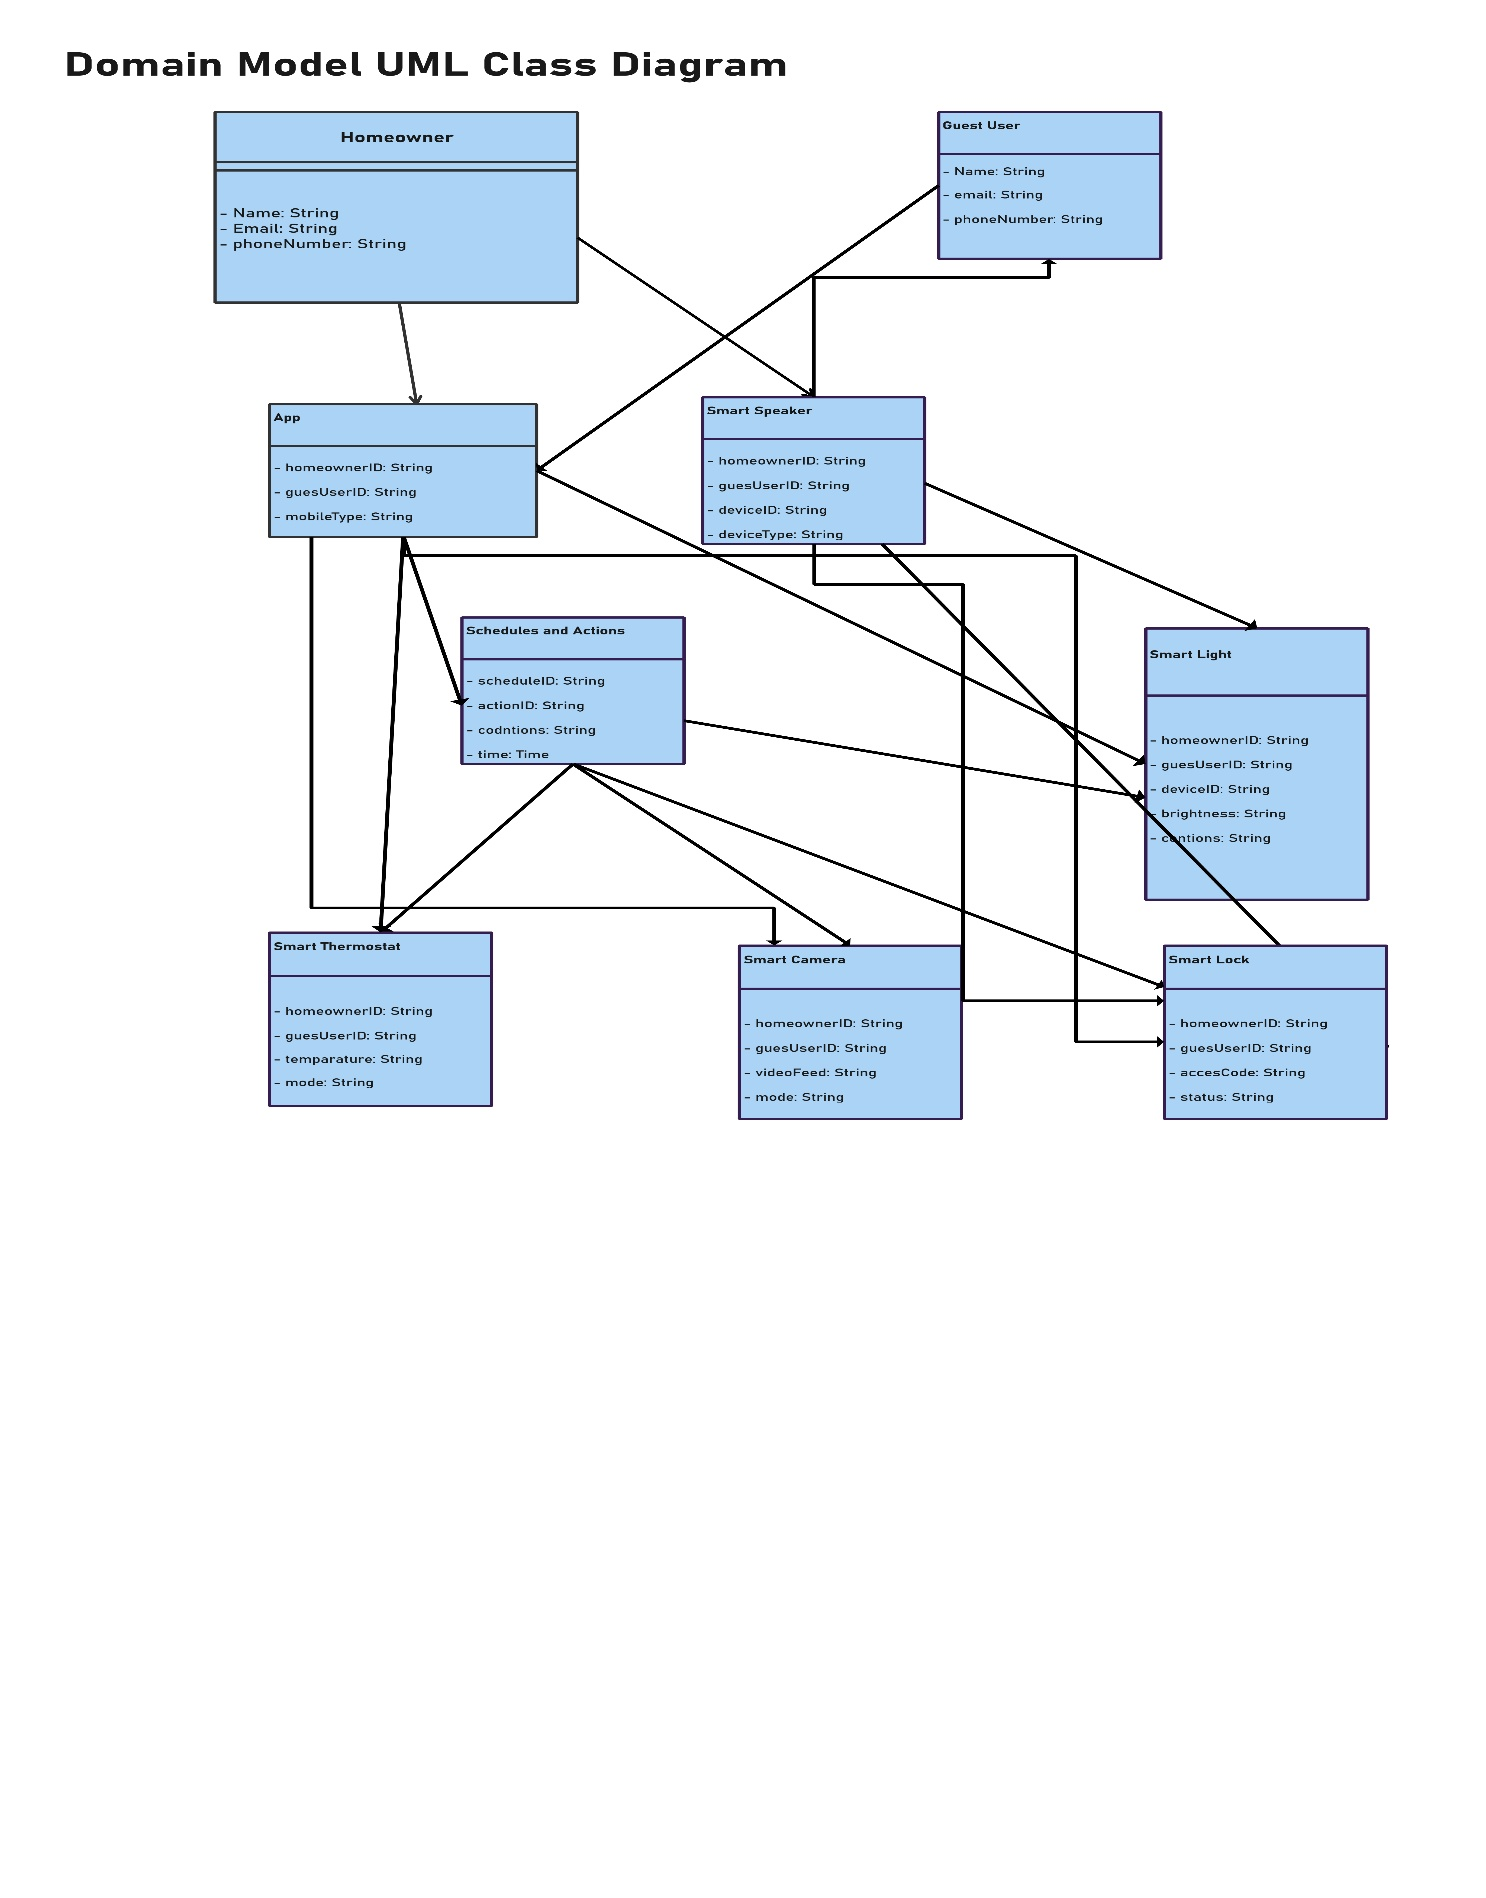 Domain Model UML Class Diagram
Homeowner
- Name: String
- Email: String
- phoneNumber: String
Guest User
- Name: String
- email: String
- phoneNumber: String
App
- homeownerID: String
- guesUserID: String
- mobileType: String
Smart Speaker
- homeownerID: String
- guesUserID: String
- deviceID: String
- deviceType: String
Schedules and Actions
- scheduleID: String
- actionID: String
- codntions: String
- time: Time
Smart Light
- homeownerID: String
- guesUserID: String
- deviceID: String
- brightness: String
- contions: String
Smart Thermostat
- homeownerID: String
- guesUserID: String
- temparature: String
- mode: String
Smart Camera
- homeownerID: String
- guesUserID: String
- videoFeed: String
- mode: String
Smart Lock
- homeownerID: String
- guesUserID: String
- accesCode: String
- status: String